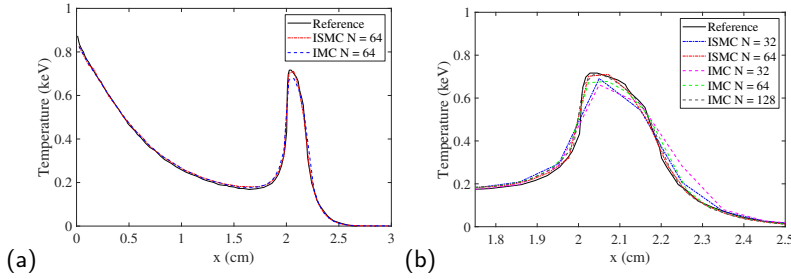 Reference
ISMC N = 64
IMC N = 64
Temperature (keV)
1
0.8
0.6
0.4
0.2
0
0
0.5
1
1.5
2
2.5
3
x (cm)
(a)
Reference
ISMC N = 32
ISMC N = 64
IMC N = 32
IMC N = 64
IMC N = 128
Temperature (keV)
1
0.8
0.6
0.4
0.2
0
1.8
1.9
2
2.1
2.2
2.3
2.4
2.5
x (cm)
(b)